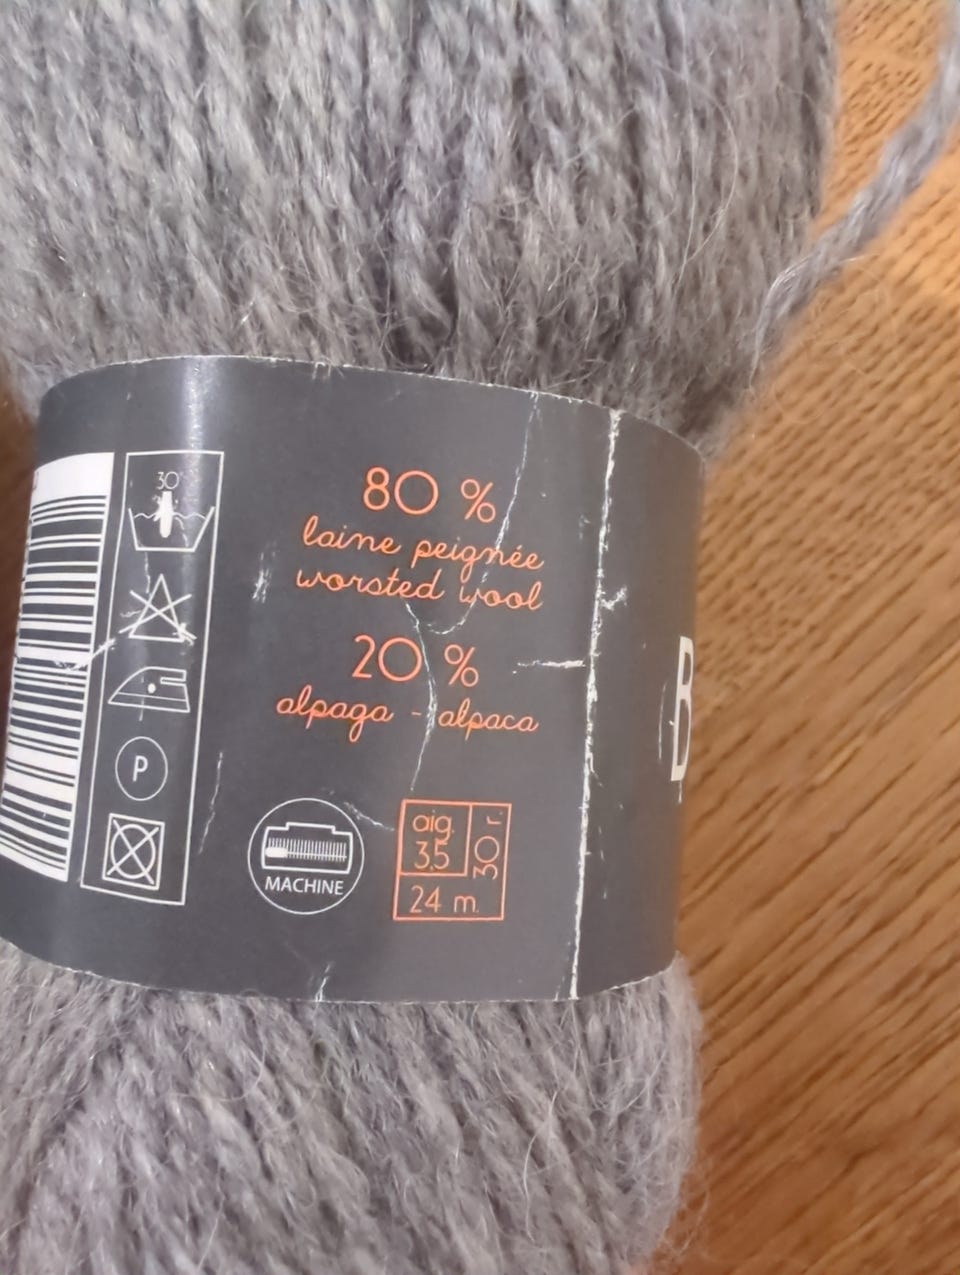 30°
80 %
laine peignée
worsted wool
20 %
alpaga - alpaca
P
MACHINE
aig.
3,5
30 r.
24 m.
B